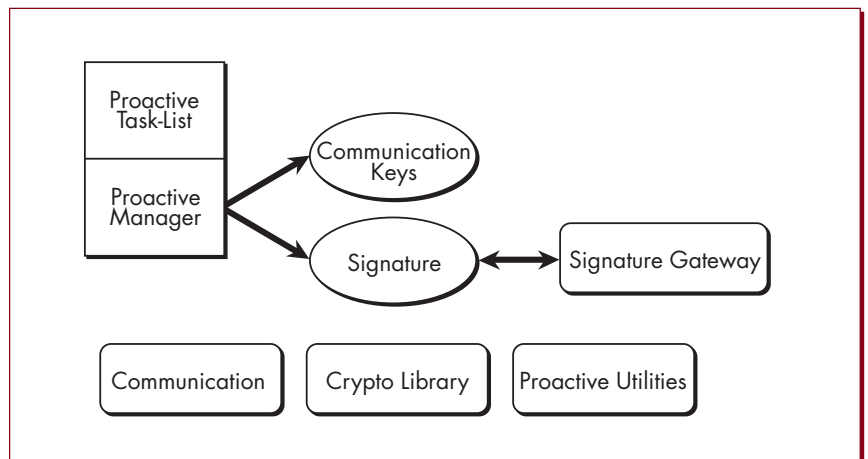 Proactive
Task-List
Proactive
Manager
Communication
Keys
Signature
Signature Gateway
Communication
Crypto Library
Proactive Utilities